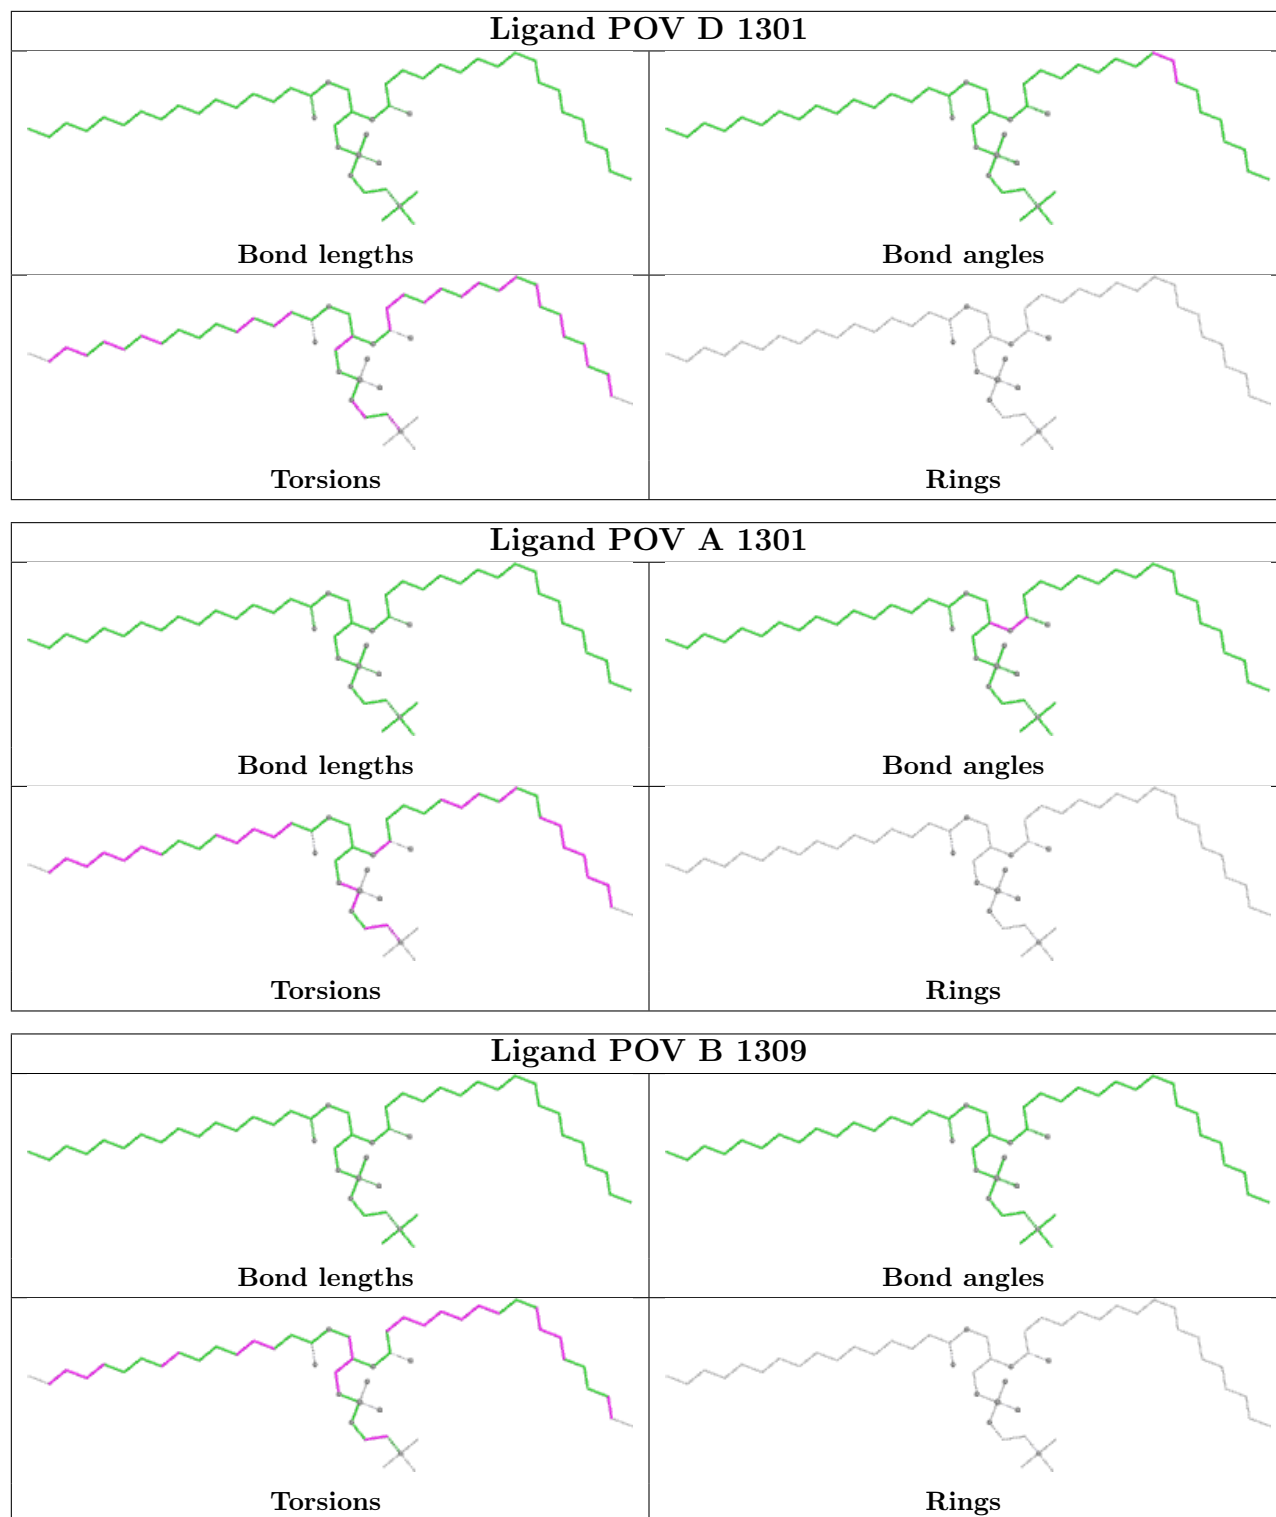 Ligand POV D 1301
Bond lengths
Bond angles
Torsions
Rings
Ligand POV A 1301
Bond lengths
Bond angles
Torsions
Rings
Ligand POV B 1309
Bond lengths
Bond angles
Torsions
Rings